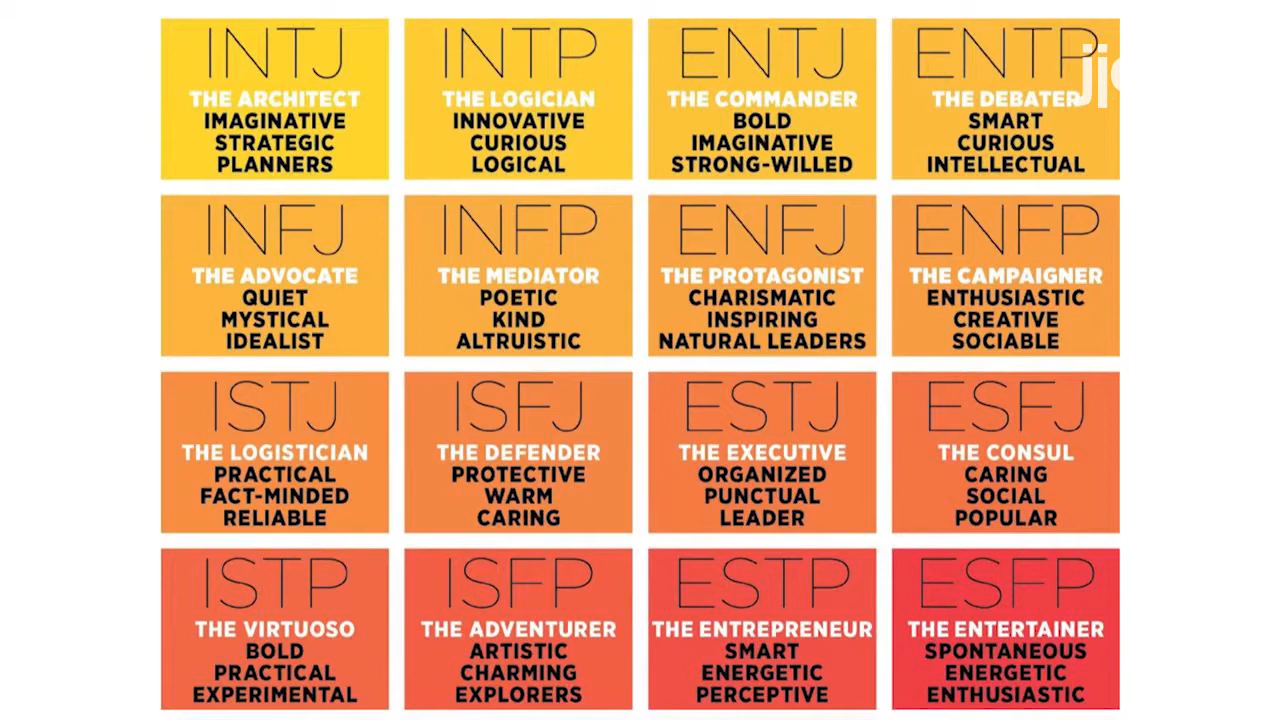 INTJ
THE ARCHITECT
IMAGINATIVE
STRATEGIC
PLANNERS
INTP
THE LOGICIAN
INNOVATIVE
CURIOUS
LOGICAL
ENTJ
THE COMMANDER
BOLD
IMAGINATIVE
STRONG-WILLED
ENTP
THE DEBATER
SMART
CURIOUS
INTELLECTUAL
INFJ
THE ADVOCATE
QUIET
MYSTICAL
IDEALIST
INFP
THE MEDIATOR
POETIC
KIND
ALTRUISTIC
ENFJ
THE PROTAGONIST
CHARISMATIC
INSPIRING
NATURAL LEADERS
ENFP
THE CAMPAIGNER
ENTHUSIASTIC
CREATIVE
SOCIABLE
ISTJ
THE LOGISTICIAN
PRACTICAL
FACT-MINDED
RELIABLE
ISFJ
THE DEFENDER
PROTECTIVE
WARM
CARING
ESTJ
THE EXECUTIVE
ORGANIZED
PUNCTUAL
LEADER
ESFJ
THE CONSUL
CARING
SOCIAL
POPULAR
ISTP
THE VIRTUOSO
BOLD
PRACTICAL
EXPERIMENTAL
ISFP
THE ADVENTURER
ARTISTIC
CHARMING
EXPLORERS
ESTP
THE ENTREPRENEUR
SMART
ENERGETIC
PERCEPTIVE
ESFP
THE ENTERTAINER
SPONTANEOUS
ENERGETIC
ENTHUSIASTIC